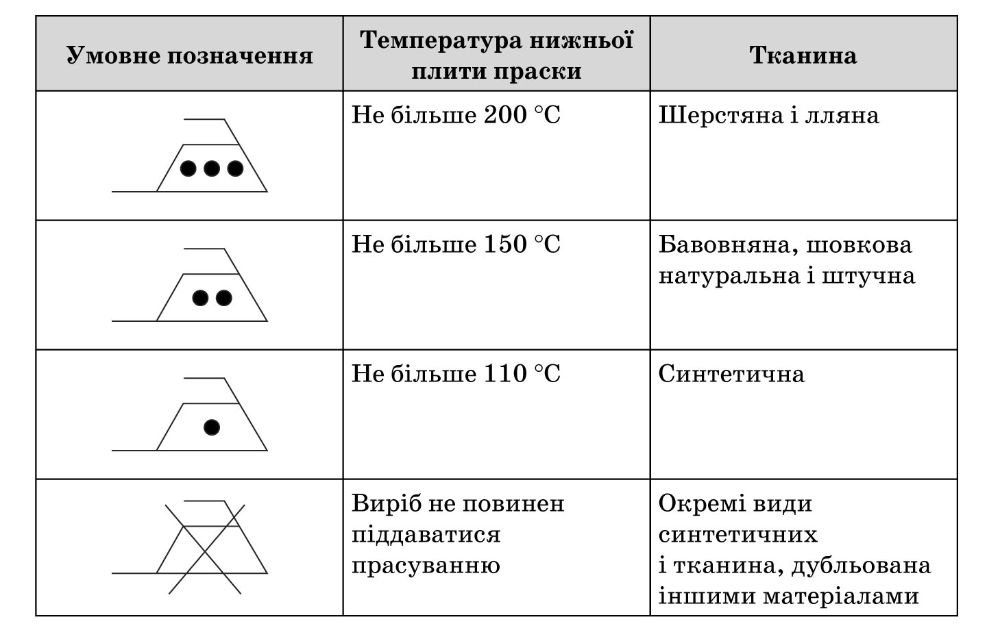 Умовне позначення
Температура нижньої
плити праски
Тканина
Не більше 200 °С
Шерстяна і лляна
Не більше 150 °С
Бавовняна, шовкова
натуральна і штучна
Не більше 110 °С
Синтетична
Виріб не повинен
піддаватися
прасуванню
Окремі види
синтетичних
і тканина, дубльована
іншими матеріалами